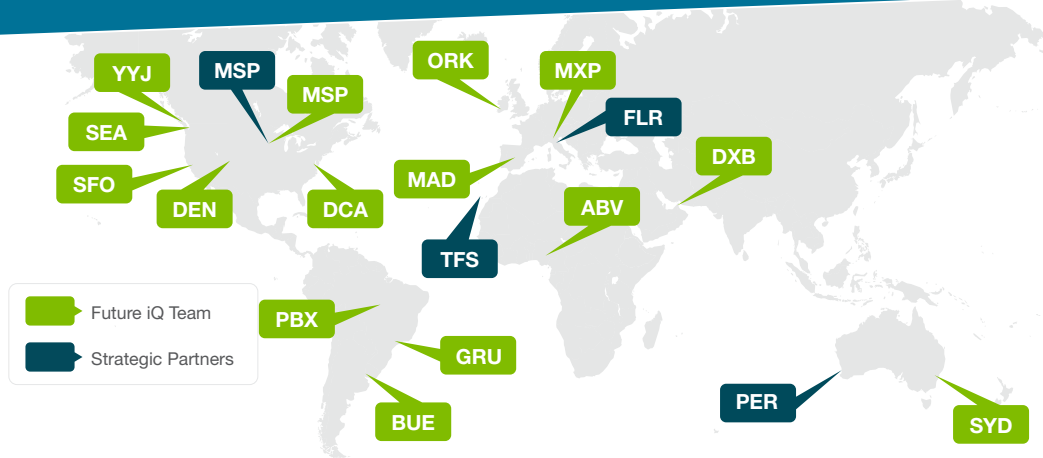 ORK
YYJ
MSP
MXP
MSP
FLR
SEA
DXB
SFO
MAD
DEN
DCA
ABV
TFS
Future iQ Team
PBX
Strategic Partners
GRU
PER
BUE
SYD